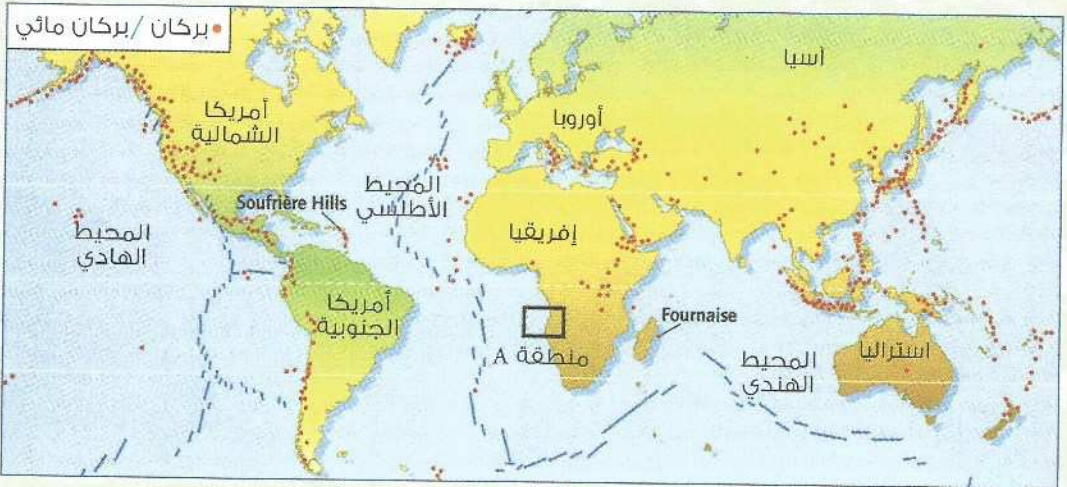 بركان / بركان مائي
آسيا
أمريكا
الشمالية
أوروبا
المحيط
الأطلسي
Soufrière Hills
المحيط
الهادي
إفريقيا
أمريكا
الجنوبية
Fournaise
منطقة A
المحيط
الهندي
استراليا